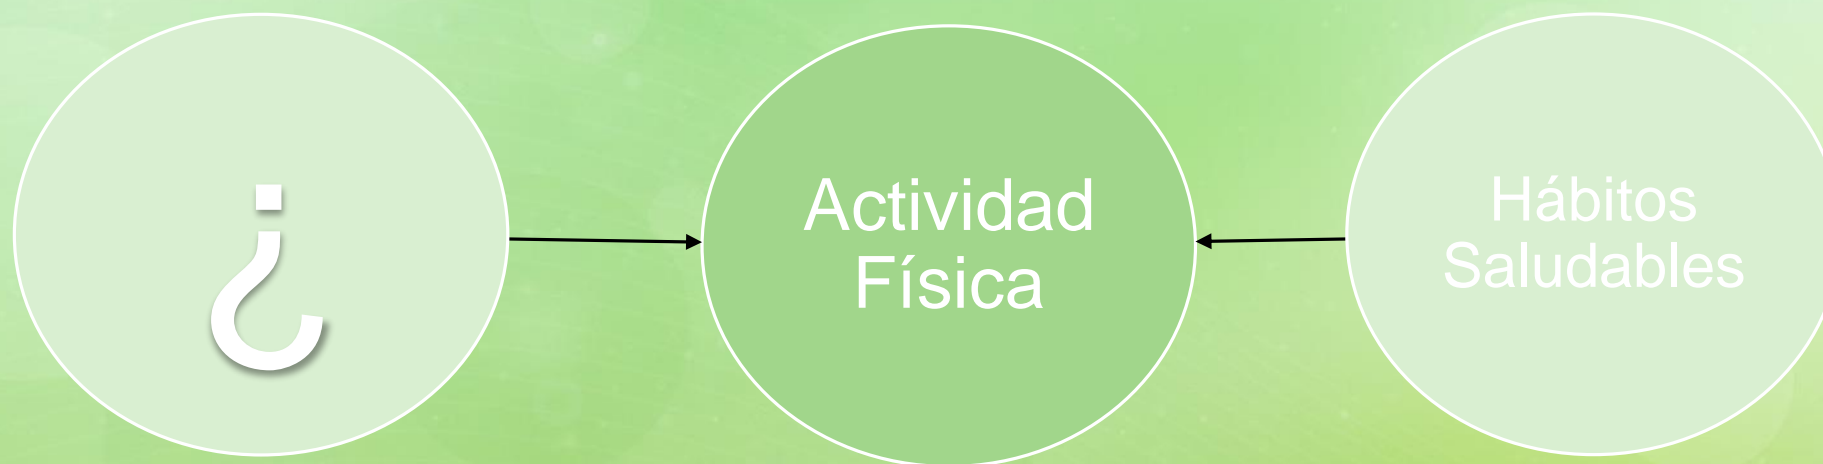 ¿
Actividad
Física
Hábitos
Saludables